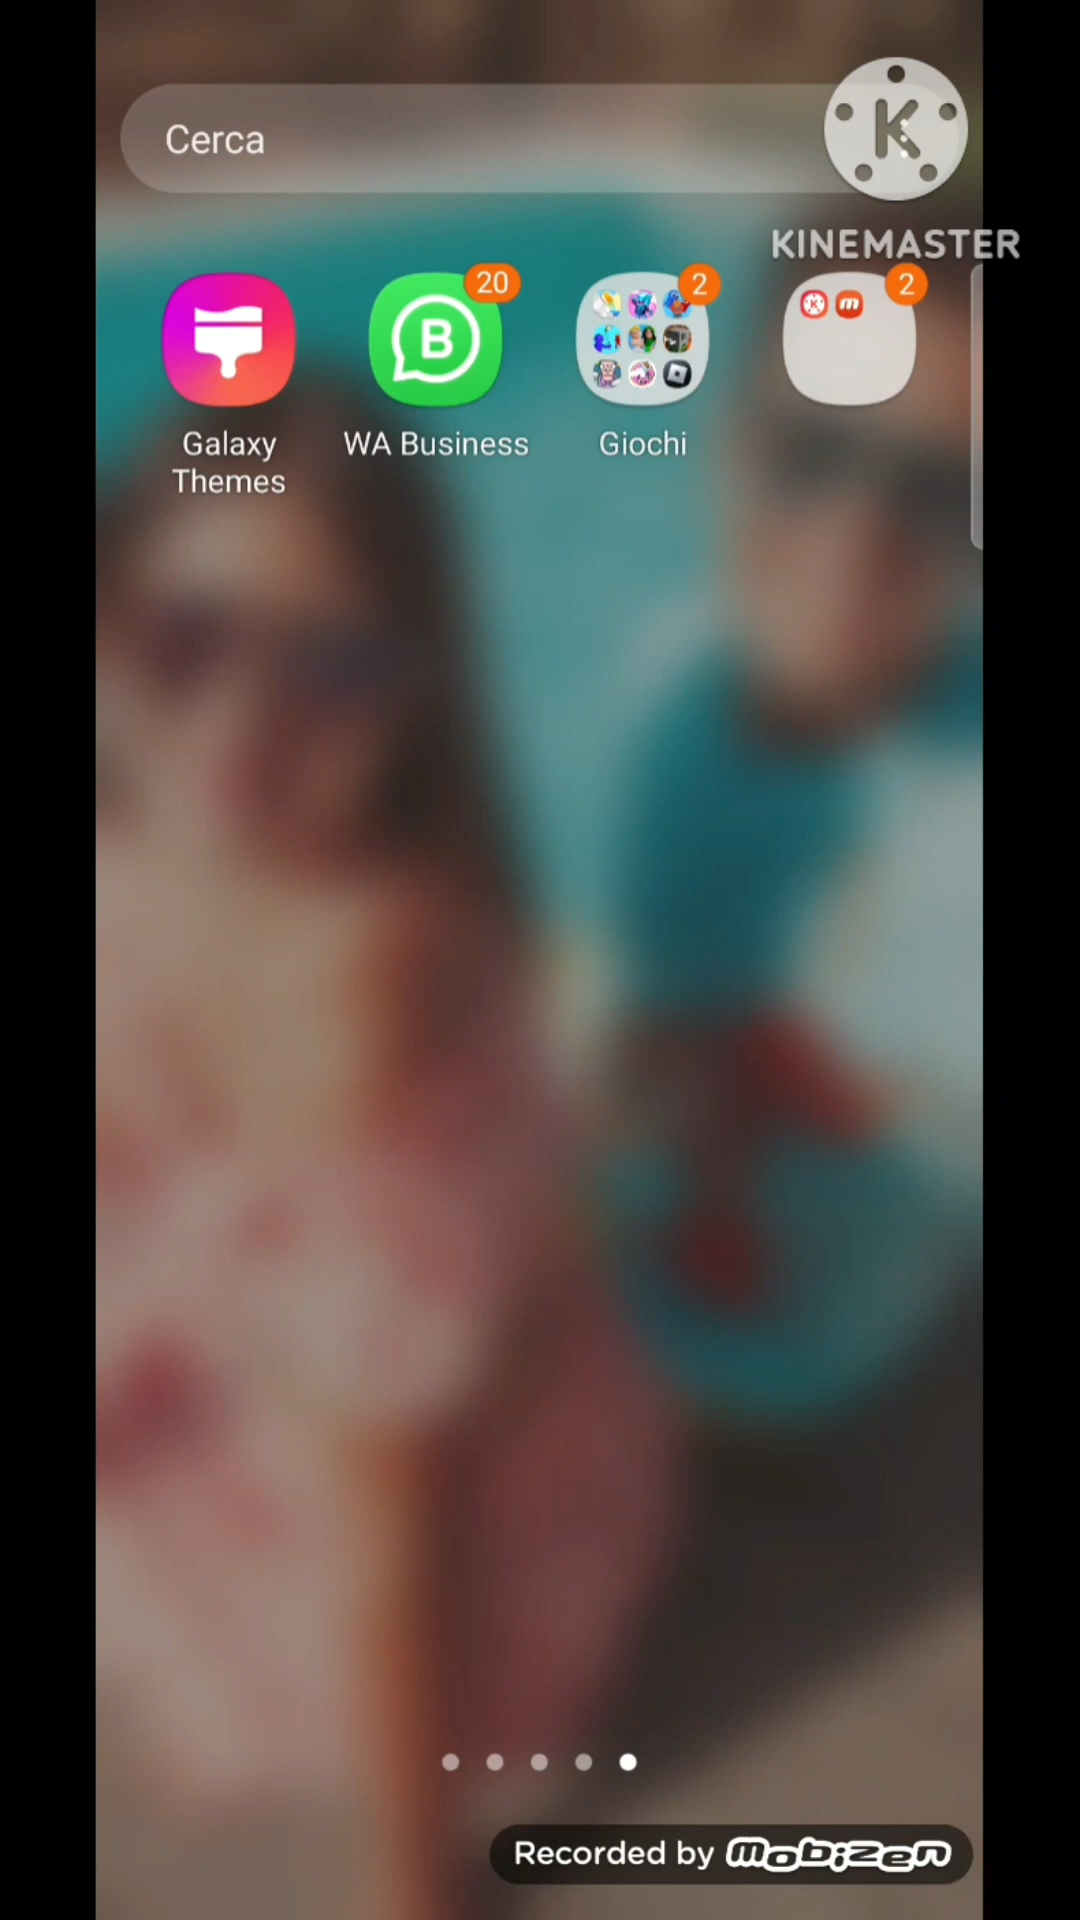 Cerca
K
KINEMASTER
20
2
2
B
Galaxy
Themes
WA Business
Giochi
Recorded by mobizen